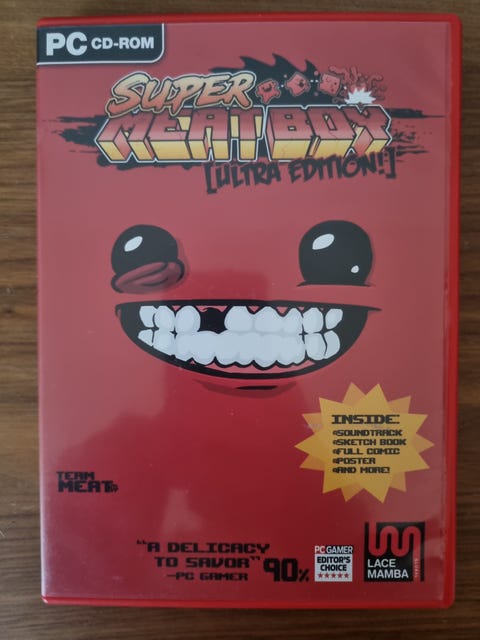 PC CD-ROM
SUPER
MEAT BOY
[ULTRA EDITION!]
INSIDE:
SOUNDTRACK
SKETCH BOOK
FULL COMIC
POSTER
AND MORE!
TEAM
MEAT
"A DELICACY
TO SAVOR"
-PC GAMER
90%
PC GAMER
EDITOR'S
CHOICE
LACE
MAMBA